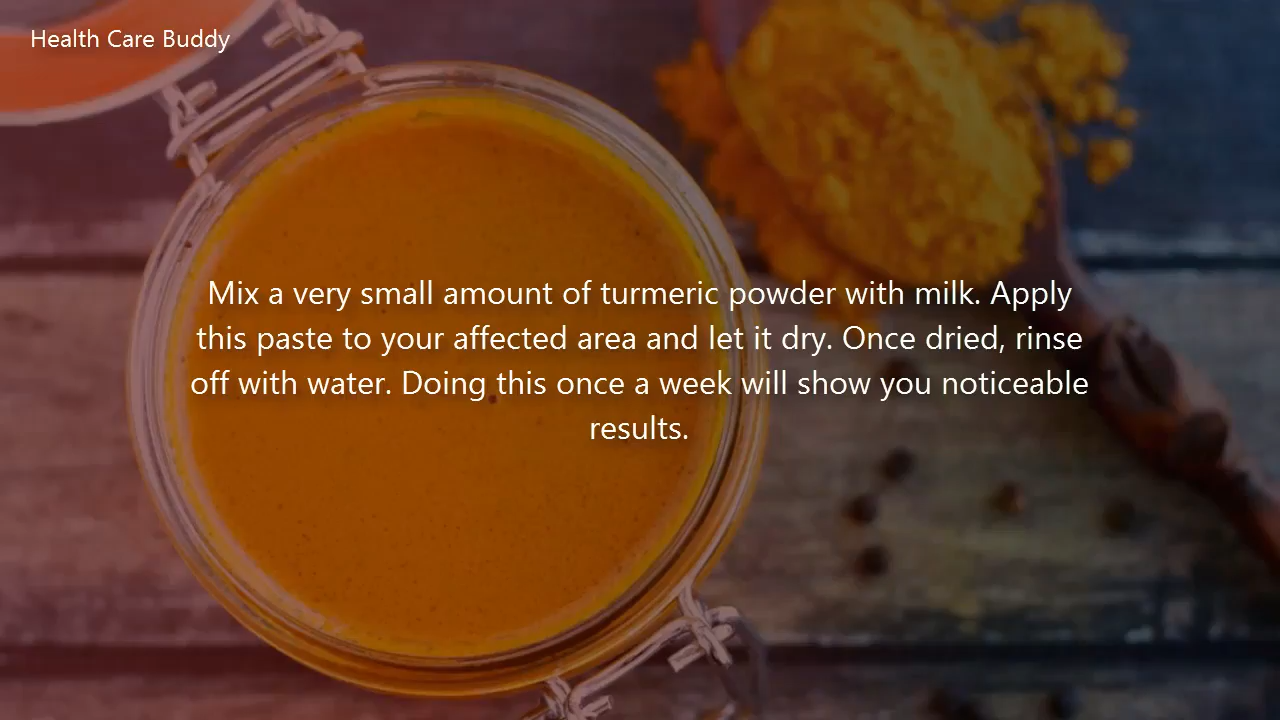 Health Care Buddy
Mix a very small amount of turmeric powder with milk. Apply
this paste to your affected area and let it dry. Once dried, rinse
off with water. Doing this once a week will show you noticeable
results.